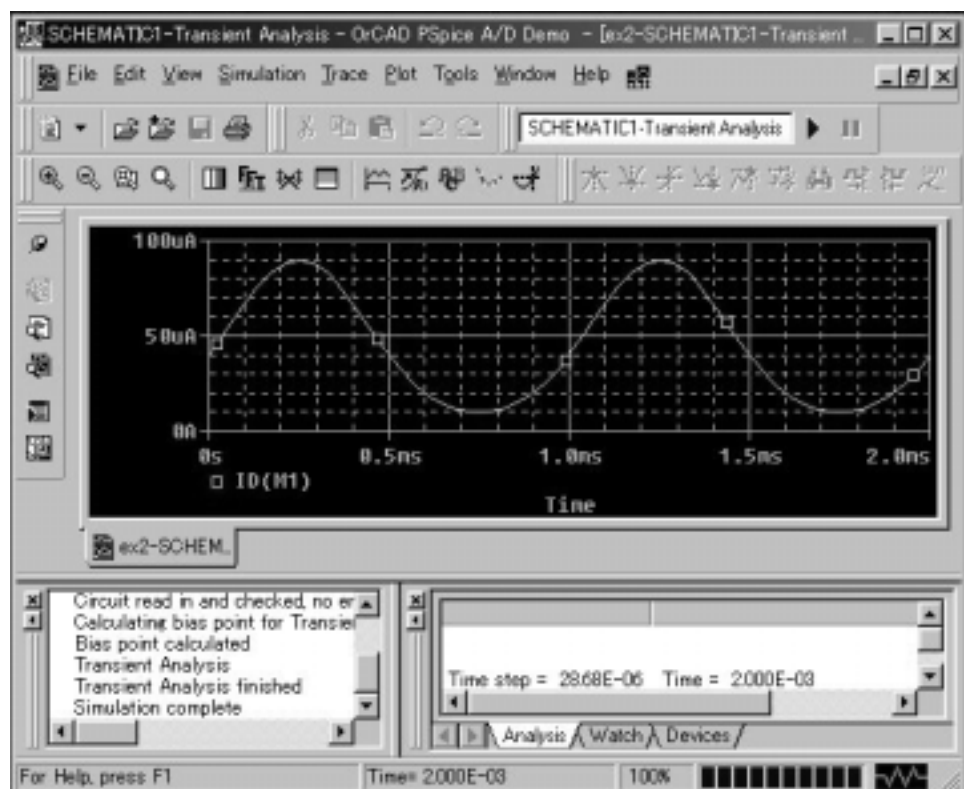 SCHEMATIC1-Transient Analysis - OrCAD PSpice A/D Demo - [ex2-SCHEMATIC1-Transient ...
File Edit View Simulation Trace Plot Tools Window Help
SCHEMATIC1-Transient Analysis
100uA
50uA
0A
0s 0.5ms 1.0ms 1.5ms 2.0ms
ID(M1)
Time
ex2-SCHEM...
Circuit read in and checked, no er
Calculating bias point for Transie
Bias point calculated
Transient Analysis
Transient Analysis finished
Simulation complete
Time step = 28.68E-06 Time = 2.000E-03
Analysis Watch Devices
For Help, press F1 Time= 2.000E-03 100%